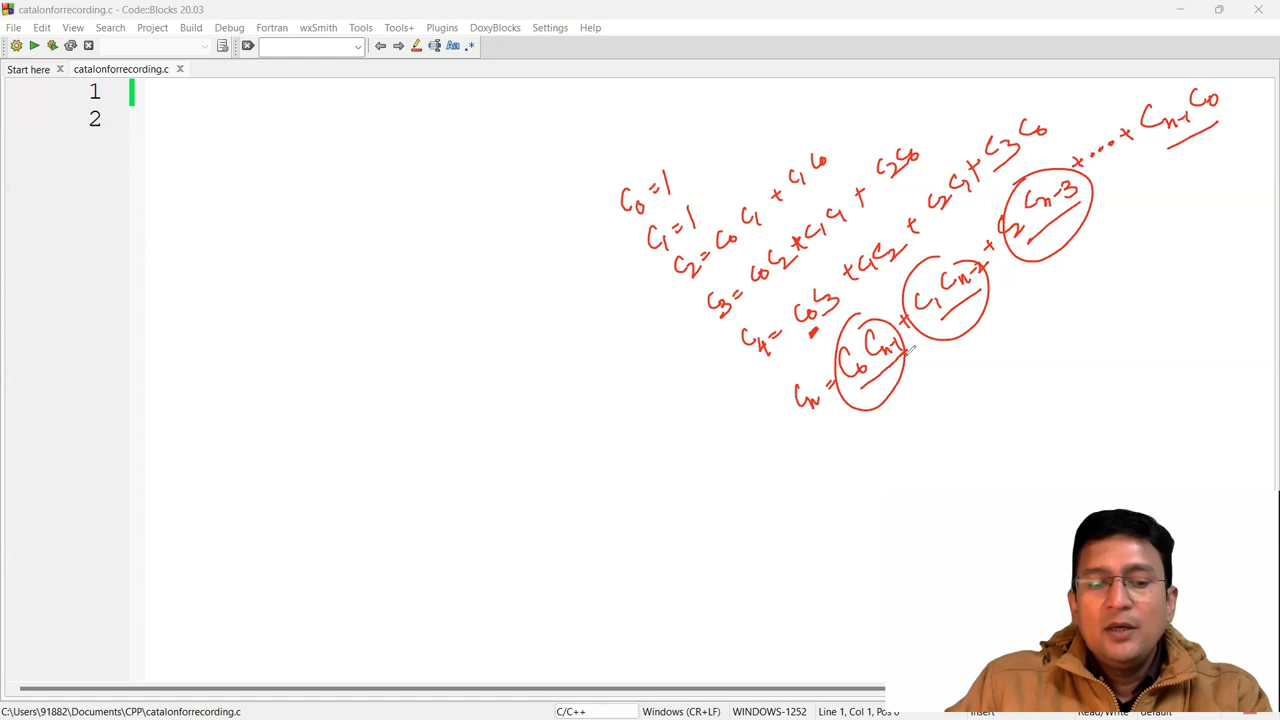 catalonforrecording.c - Code::Blocks 20.03
File Edit View Search Project Build Debug Fortran wxSmith Tools Tools+ Plugins DoxyBlocks Settings Help
Start here catalonforrecording.c
1
2
C0 = 1
C1 = 1
C2 = C0 C1 + C1 C0
C3 = C0 C2 + C1 C1 + C2 C0
C4 = C0 C3 + C1 C2 + C2 C1 + C3 C0
Cn = C0 Cn-1 + C1 Cn-2 + C2 Cn-3 + .... + Cn-1 C0
C:\Users\91882\Documents\CPP\catalonforrecording.c C/C++ Windows (CR+LF) WINDOWS-1252 Line 1, Col 1, Pos 0 Insert Read/Write default